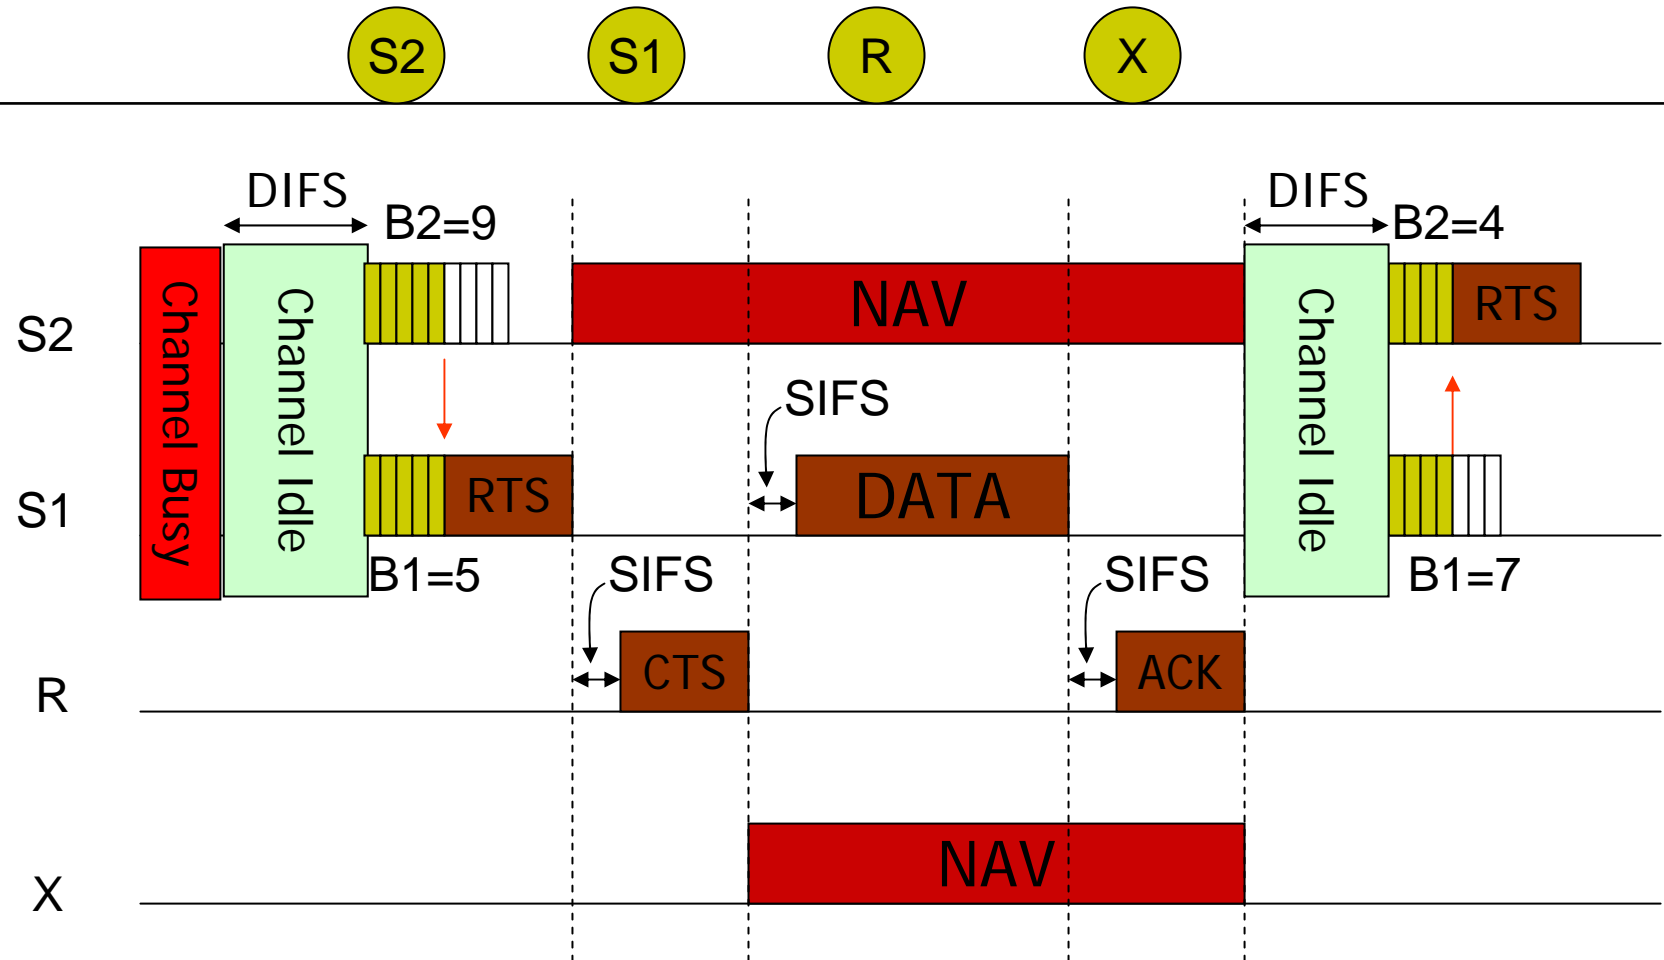 S2 S1 R X
DIFS DIFS
B2=9 B2=4
S2
Channel Busy
Channel Idle
NAV
Channel Idle
RTS
SIFS
S1
RTS
DATA
B1=5 SIFS SIFS B1=7
R
CTS ACK
X
NAV